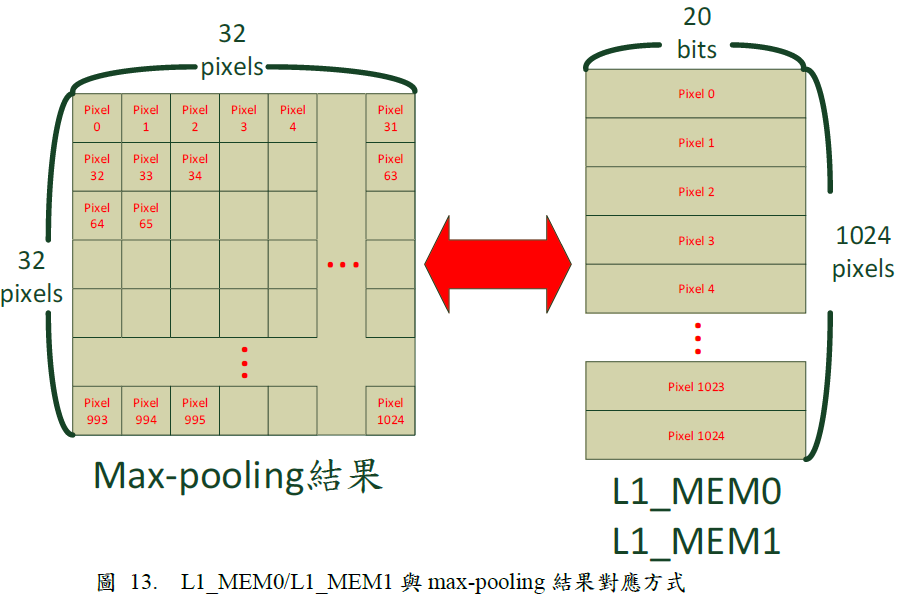 32
pixels
32
pixels
Pixel 0
Pixel 1
Pixel 2
Pixel 3
Pixel 4
Pixel 31
Pixel 32
Pixel 33
Pixel 34
Pixel 63
Pixel 64
Pixel 65
Pixel 993
Pixel 994
Pixel 995
Pixel 1024
Max-pooling結果
20
bits
Pixel 0
Pixel 1
Pixel 2
Pixel 3
Pixel 4
Pixel 1023
Pixel 1024
1024
pixels
L1_MEM0
L1_MEM1
圖 13. L1_MEM0/L1_MEM1 與 max-pooling 結果對應方式